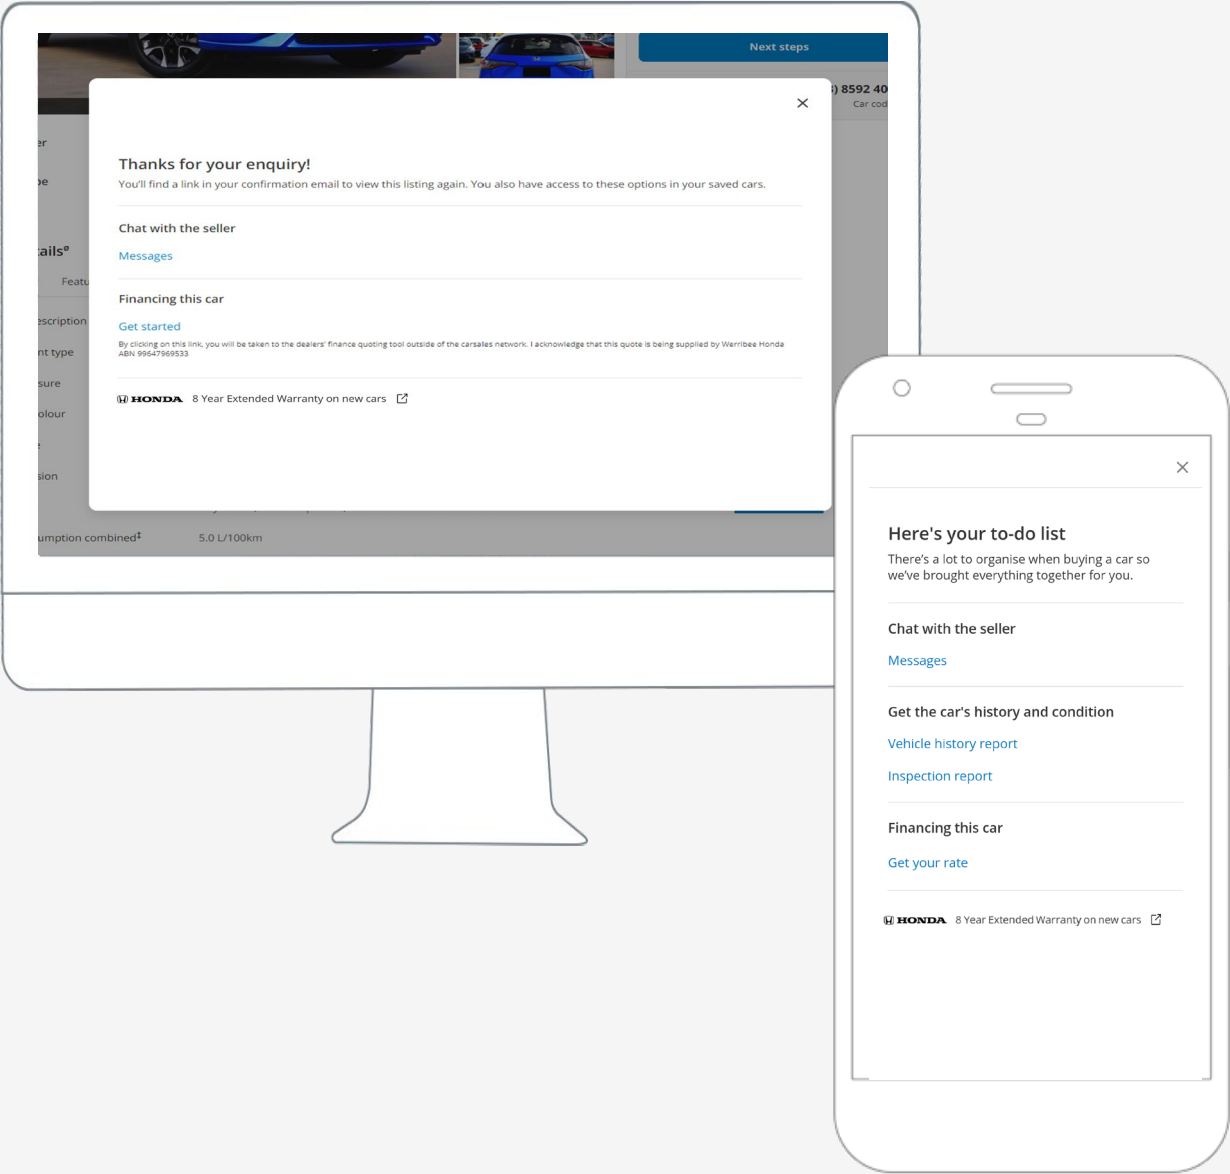 Next steps
) 8592 40
Car cod
er
pe
Thanks for your enquiry!
You'll find a link in your confirmation email to view this listing again. You also have access to these options in your saved cars.
Chat with the seller
Messages
Financing this car
Get started
By clicking on this link, you will be taken to the dealers' finance quoting tool outside of the carsales network. I acknowledge that this quote is being supplied by Werribee Honda
ABN 99647969533
HONDA 8 Year Extended Warranty on new cars
tails
Featu
escription
nt type
sure
olour
sion
umption combined‡ 5.0 L/100km
Here's your to-do list
There's a lot to organise when buying a car so
we've brought everything together for you.
Chat with the seller
Messages
Get the car's history and condition
Vehicle history report
Inspection report
Financing this car
Get your rate
HONDA 8 Year Extended Warranty on new cars